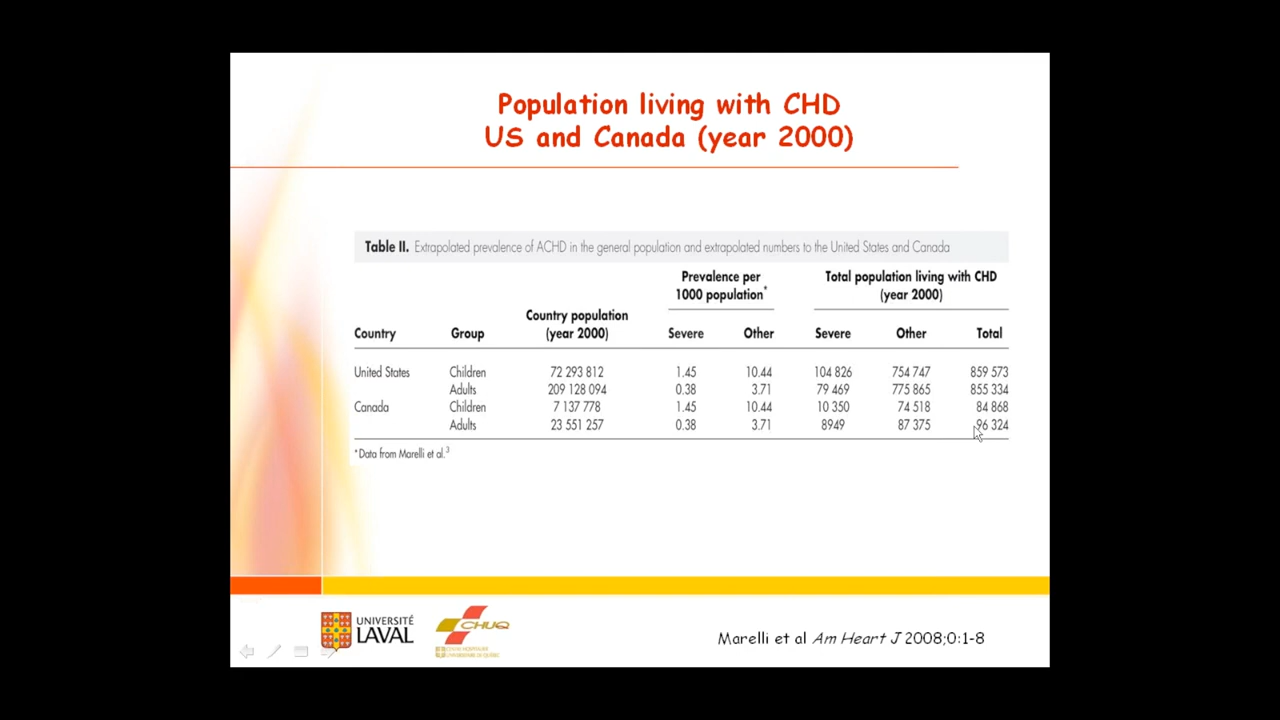 Population living with CHD
US and Canada (year 2000)
Table II. Extrapolated prevalence of ACHD in the general population and extrapolated numbers to the United States and Canada
Prevalence per 1000 population* Total population living with CHD (year 2000)
Country Group Country population (year 2000) Severe Other Severe Other Total
United States Children 72 293 812 1.45 10.44 104 826 754 747 859 573
Adults 209 128 094 0.38 3.71 79 469 775 865 855 334
Canada Children 7 137 778 1.45 10.44 10 350 74 518 84 868
Adults 23 551 257 0.38 3.71 8949 87 375 96 324
*Data from Marelli et al.3
UNIVERSITÉ
LAVAL
CHUQ
Marelli et al Am Heart J 2008;0:1-8